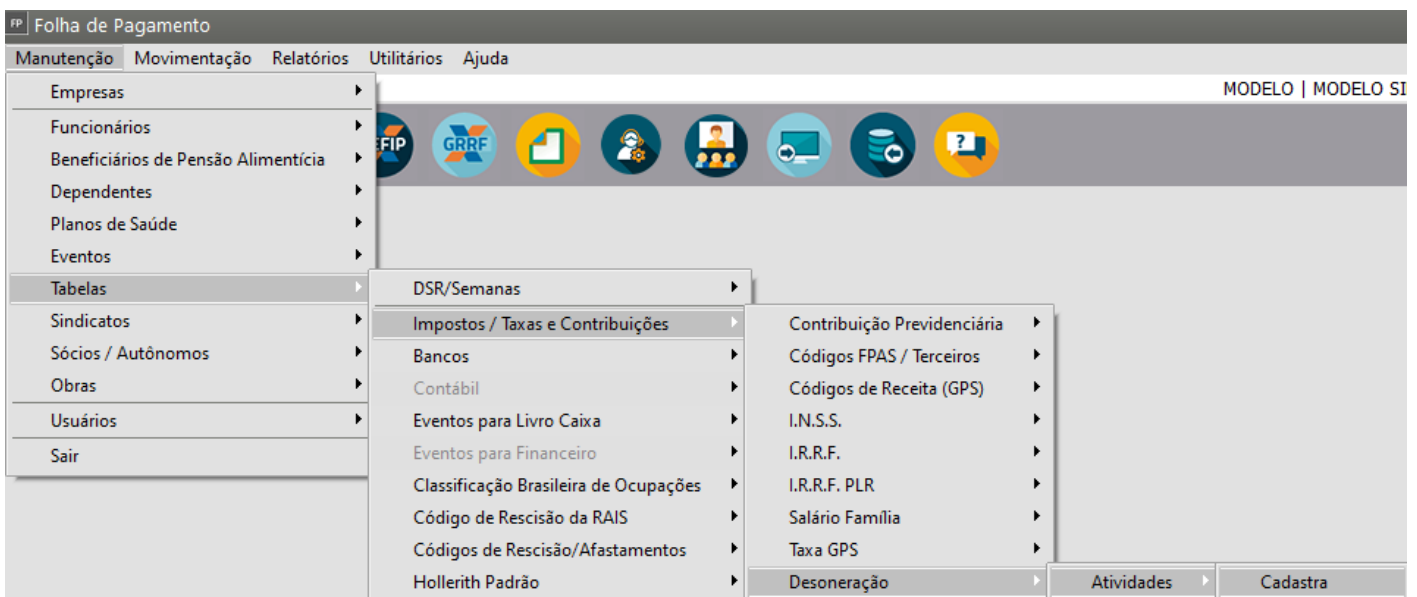 FP Folha de Pagamento
Manutenção Movimentação Relatórios Utilitários Ajuda
MODELO | MODELO SI
Empresas
Funcionários
Beneficiários de Pensão Alimentícia
Dependentes
Planos de Saúde
Eventos
Tabelas
Sindicatos
Sócios / Autônomos
Obras
Usuários
Sair
FIP
GRRF
?
DSR/Semanas
Impostos / Taxas e Contribuições
Bancos
Contábil
Eventos para Livro Caixa
Eventos para Financeiro
Classificação Brasileira de Ocupações
Código de Rescisão da RAIS
Códigos de Rescisão/Afastamentos
Hollerith Padrão
Contribuição Previdenciária
Códigos FPAS / Terceiros
Códigos de Receita (GPS)
I.N.S.S.
I.R.R.F.
I.R.R.F. PLR
Salário Família
Taxa GPS
Desoneração
Atividades
Cadastra